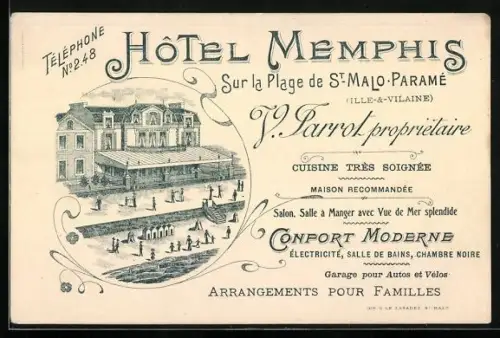 TÉLÉPHONE
No 2.48
HÔTEL MEMPHIS
Sur la Plage de ST-MALO-PARAMÉ
(ILLE-&-VILAINE)
V. Parrot propriétaire
CUISINE TRÈS SOIGNÉE
MAISON RECOMMANDÉE
Salon, Salle à Manger avec Vue de Mer splendide
CONFORT MODERNE
ÉLECTRICITÉ, SALLE DE BAINS, CHAMBRE NOIRE
Garage pour Autos et Vélos
ARRANGEMENTS POUR FAMILLES